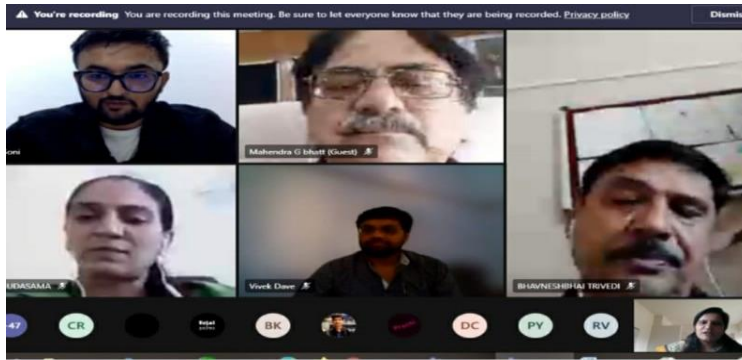 You're recording You are recording this meeting. Be sure to let everyone know that they are being recorded. Privacy policy Dismis
oni
Mahendra G bhatt (Guest)
UDASAMA
Vivek Dave
BHAVNESHBHAI TRIVEDI
47
CR
BK
DC
PY
RV